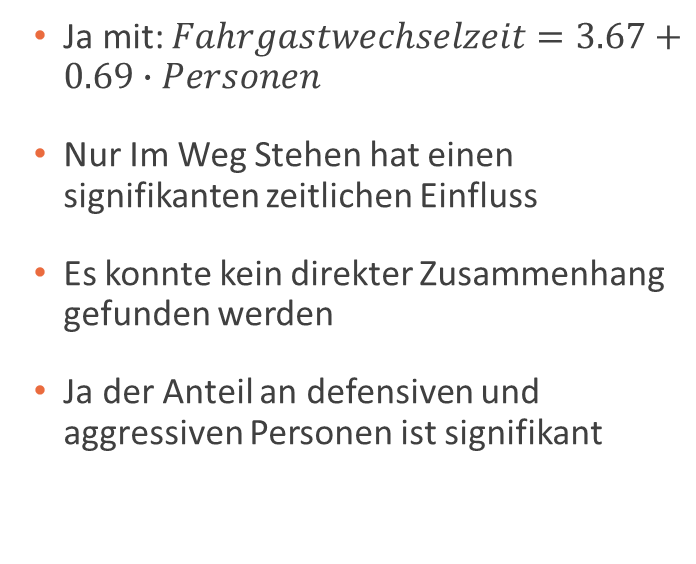 • Ja mit: Fahrgastwechselzeit = 3.67 +
0.69 · Personen
• Nur Im Weg Stehen hat einen
signifikanten zeitlichen Einfluss
• Es konnte kein direkter Zusammenhang
gefunden werden
• Ja der Anteil an defensiven und
aggressiven Personen ist signifikant